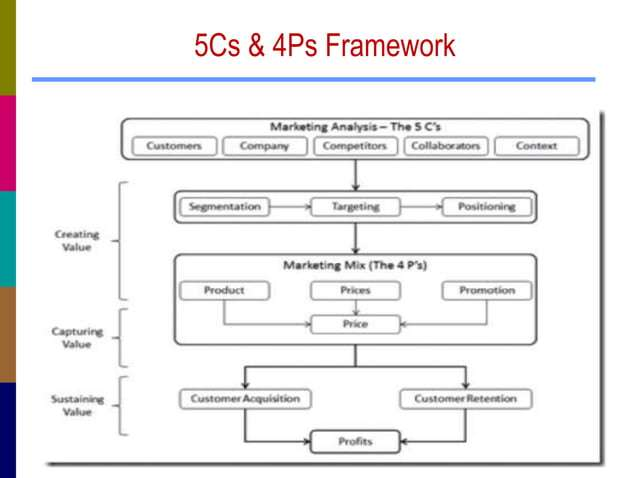 5Cs & 4Ps Framework
Marketing Analysis – The 5 C's
Customers Company Competitors Collaborators Context
Segmentation Targeting Positioning
Creating
Value
Marketing Mix (The 4 P's)
Product Prices Promotion
Price
Capturing
Value
Customer Acquisition Customer Retention
Sustaining
Value
Profits